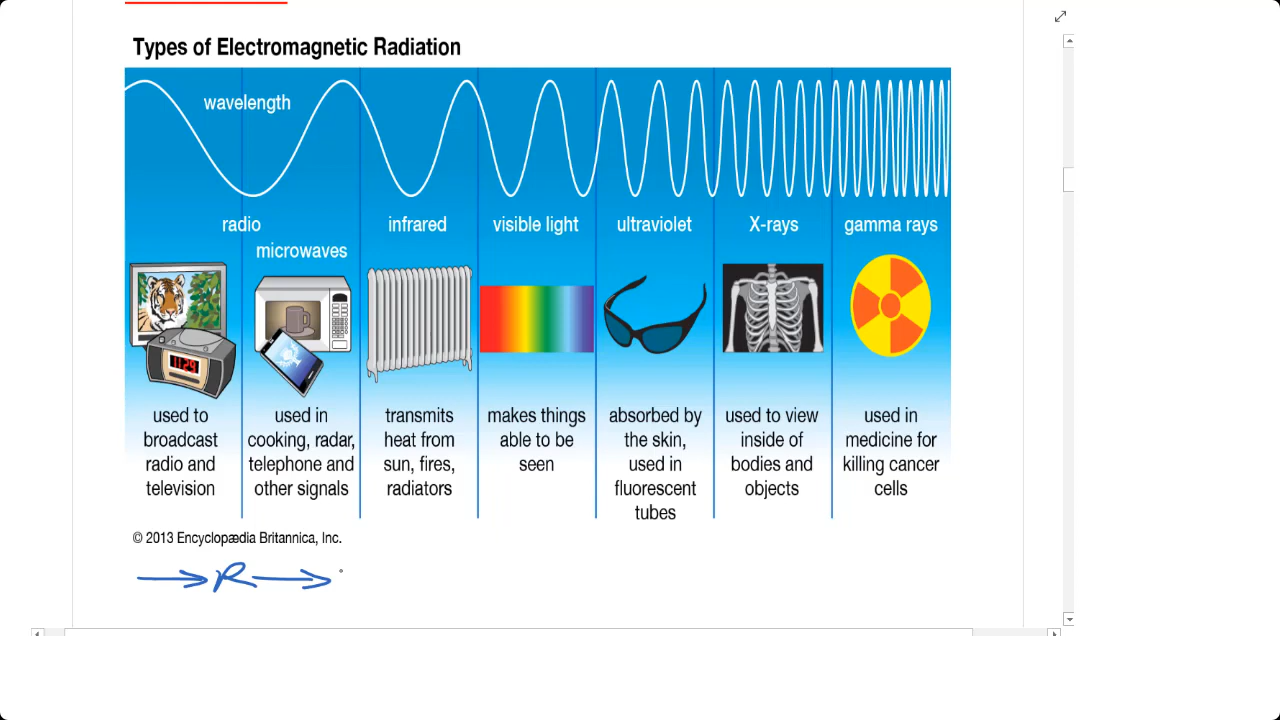 Types of Electromagnetic Radiation
wavelength
radio
microwaves
infrared
visible light
ultraviolet
X-rays
gamma rays
11:29
used to
broadcast
radio and
television
used in
cooking, radar,
telephone and
other signals
transmits
heat from
sun, fires,
radiators
makes things
able to be
seen
absorbed by
the skin,
used in
fluorescent
tubes
used to view
inside of
bodies and
objects
used in
medicine for
killing cancer
cells
© 2013 Encyclopædia Britannica, Inc.
→ R →